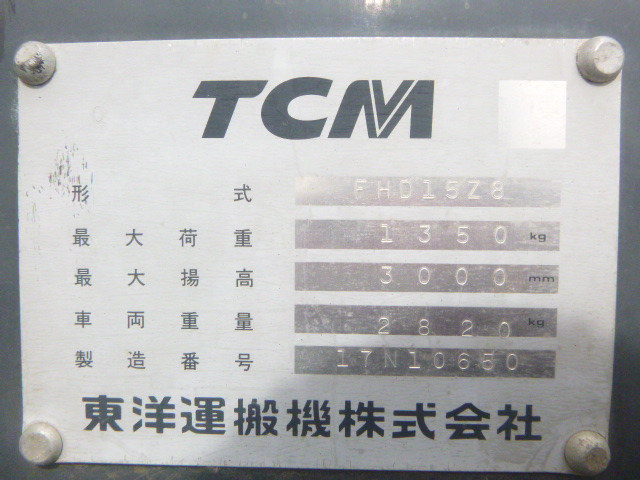 TCM
形式 FHD15Z8
最大荷重 1350 kg
最大揚高 3000 mm
車両重量 2820 kg
製造番号 17N10650
東洋運搬機株式会社